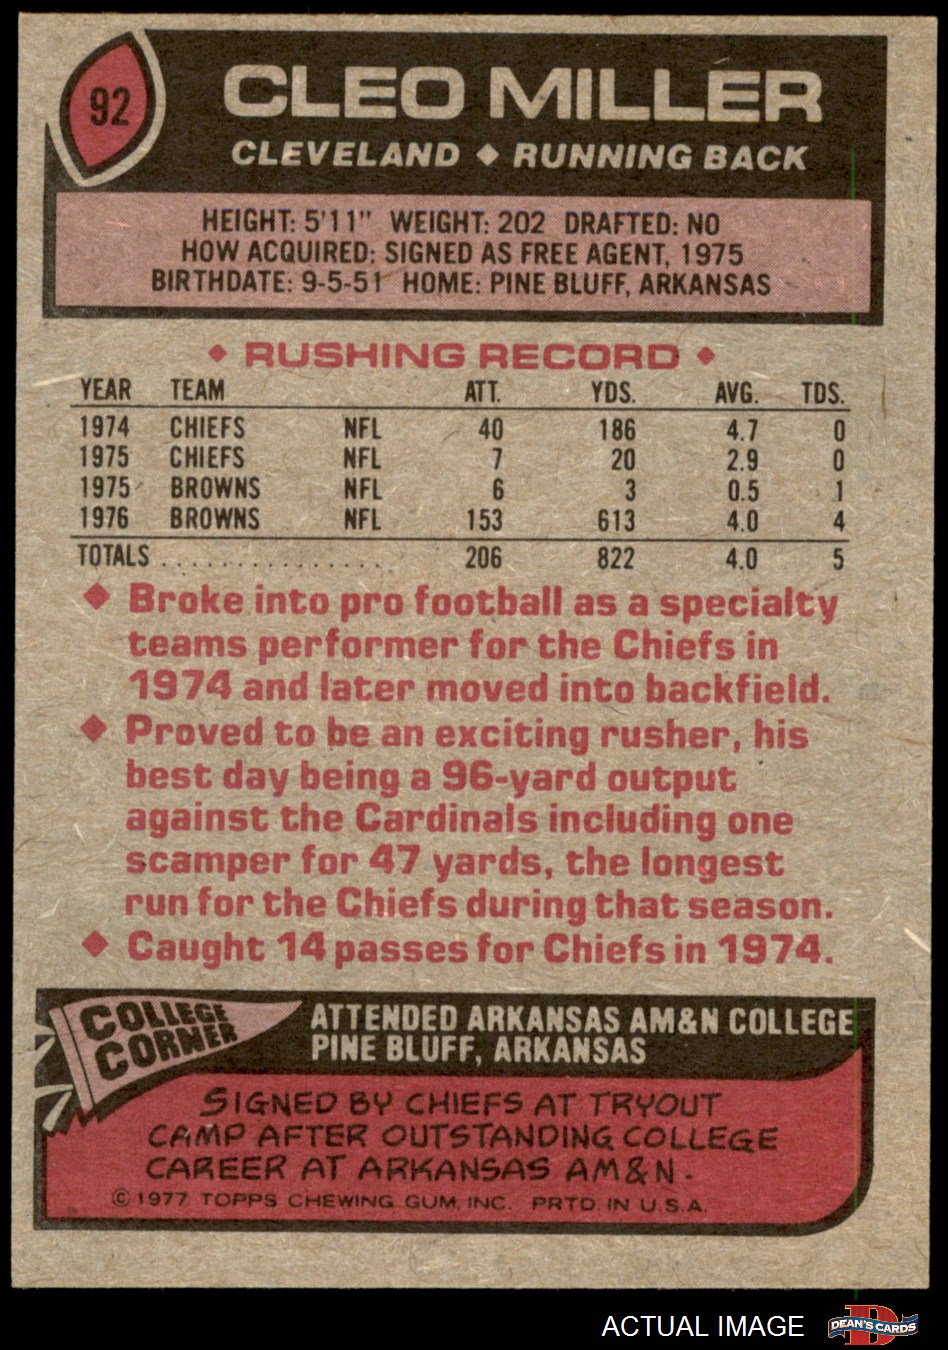 92
CLEO MILLER
CLEVELAND ◆ RUNNING BACK
HEIGHT: 5'11" WEIGHT: 202 DRAFTED: NO
HOW ACQUIRED: SIGNED AS FREE AGENT, 1975
BIRTHDATE: 9-5-51 HOME: PINE BLUFF, ARKANSAS
◆ RUSHING RECORD ◆
YEAR TEAM ATT. YDS. AVG. TDS.
1974 CHIEFS NFL 40 186 4.7 0
1975 CHIEFS NFL 7 20 2.9 0
1975 BROWNS NFL 6 3 0.5 1
1976 BROWNS NFL 153 613 4.0 4
TOTALS ................ 206 822 4.0 5
◆ Broke into pro football as a specialty
teams performer for the Chiefs in
1974 and later moved into backfield.
◆ Proved to be an exciting rusher, his
best day being a 96-yard output
against the Cardinals including one
scamper for 47 yards, the longest
run for the Chiefs during that season.
◆ Caught 14 passes for Chiefs in 1974.
COLLEGE
CORNER
ATTENDED ARKANSAS AM&N COLLEGE
PINE BLUFF, ARKANSAS
SIGNED BY CHIEFS AT TRYOUT
CAMP AFTER OUTSTANDING COLLEGE
CAREER AT ARKANSAS AM&N.
©1977 TOPPS CHEWING GUM, INC. PRTD. IN U.S.A.
ACTUAL IMAGE
D
DEAN'S CARDS